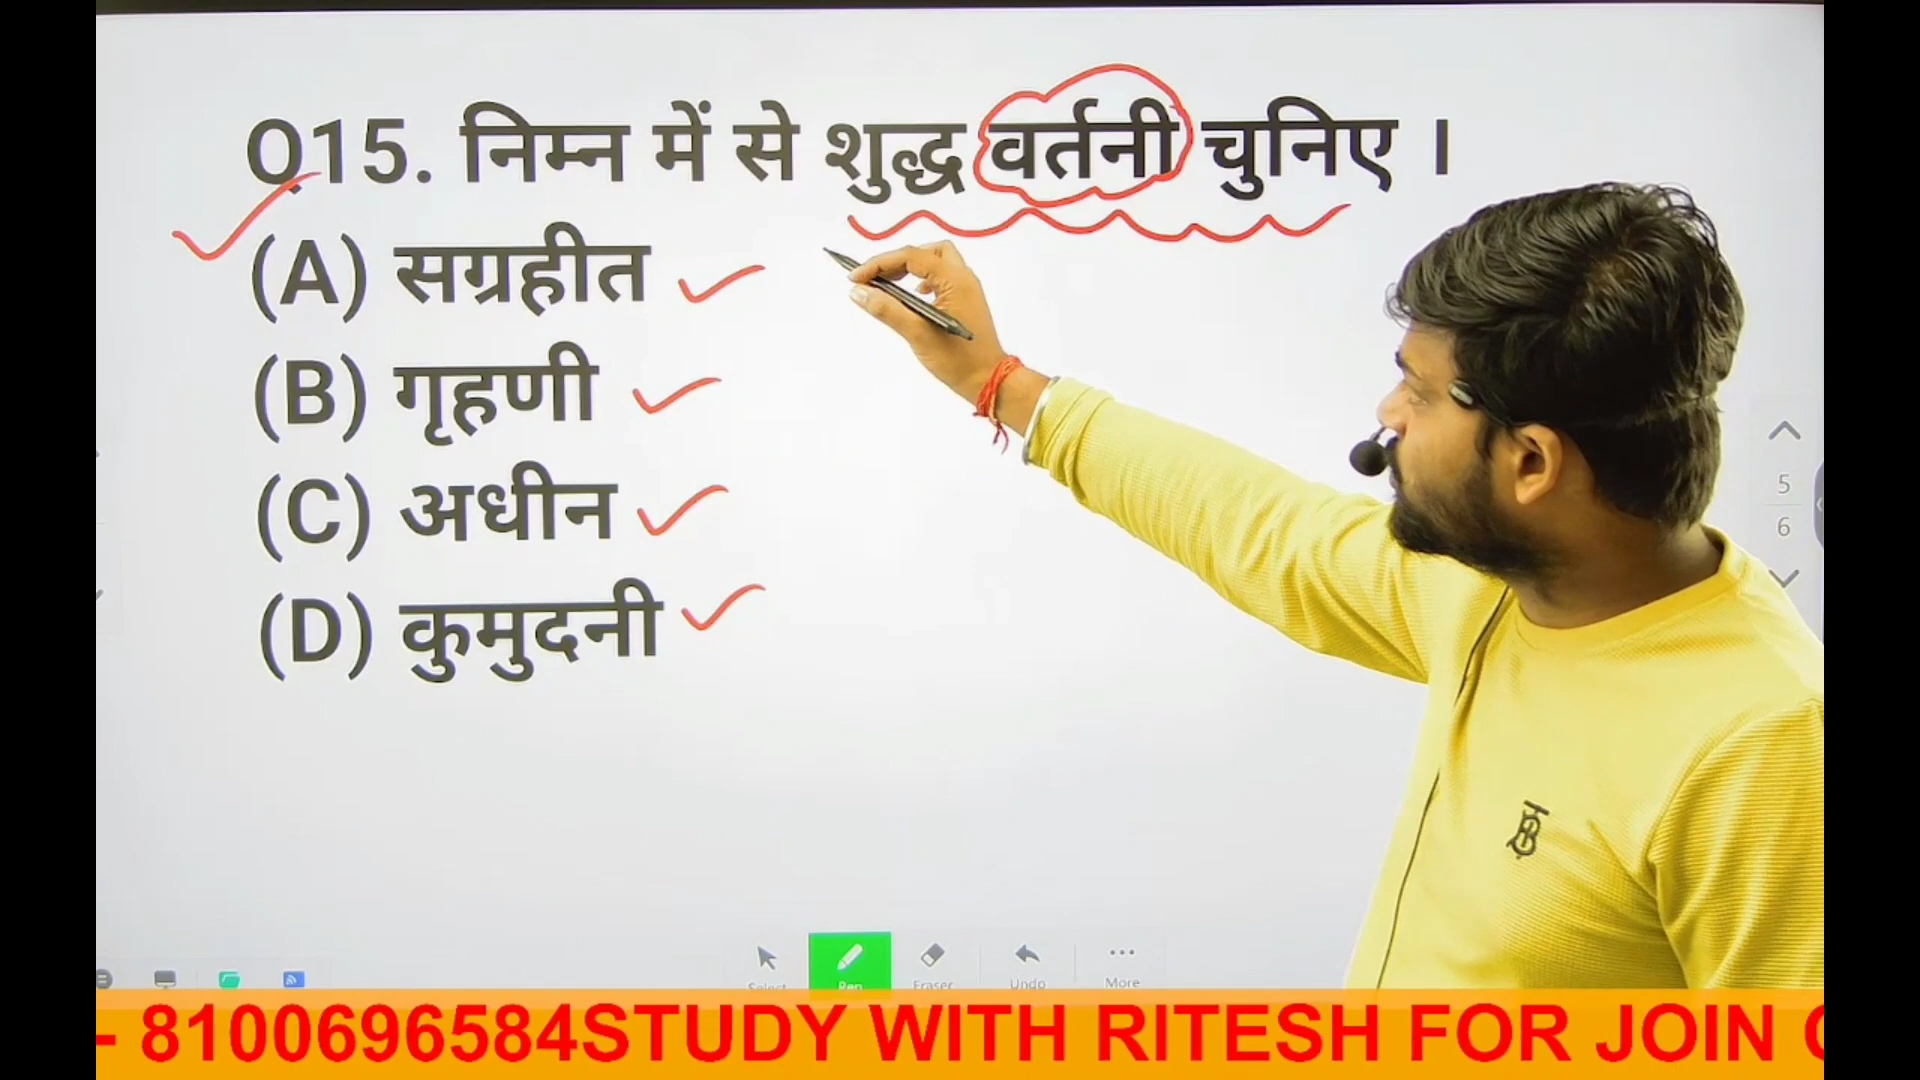 Q15. निम्न में से शुद्ध वर्तनी चुनिए ।
(A) सग्रहीत
(B) गृहणी
(C) अधीन
(D) कुमुदनी
5
6
Select
Pen
Eraser
Undo
More
- 8100696584STUDY WITH RITESH FOR JOIN